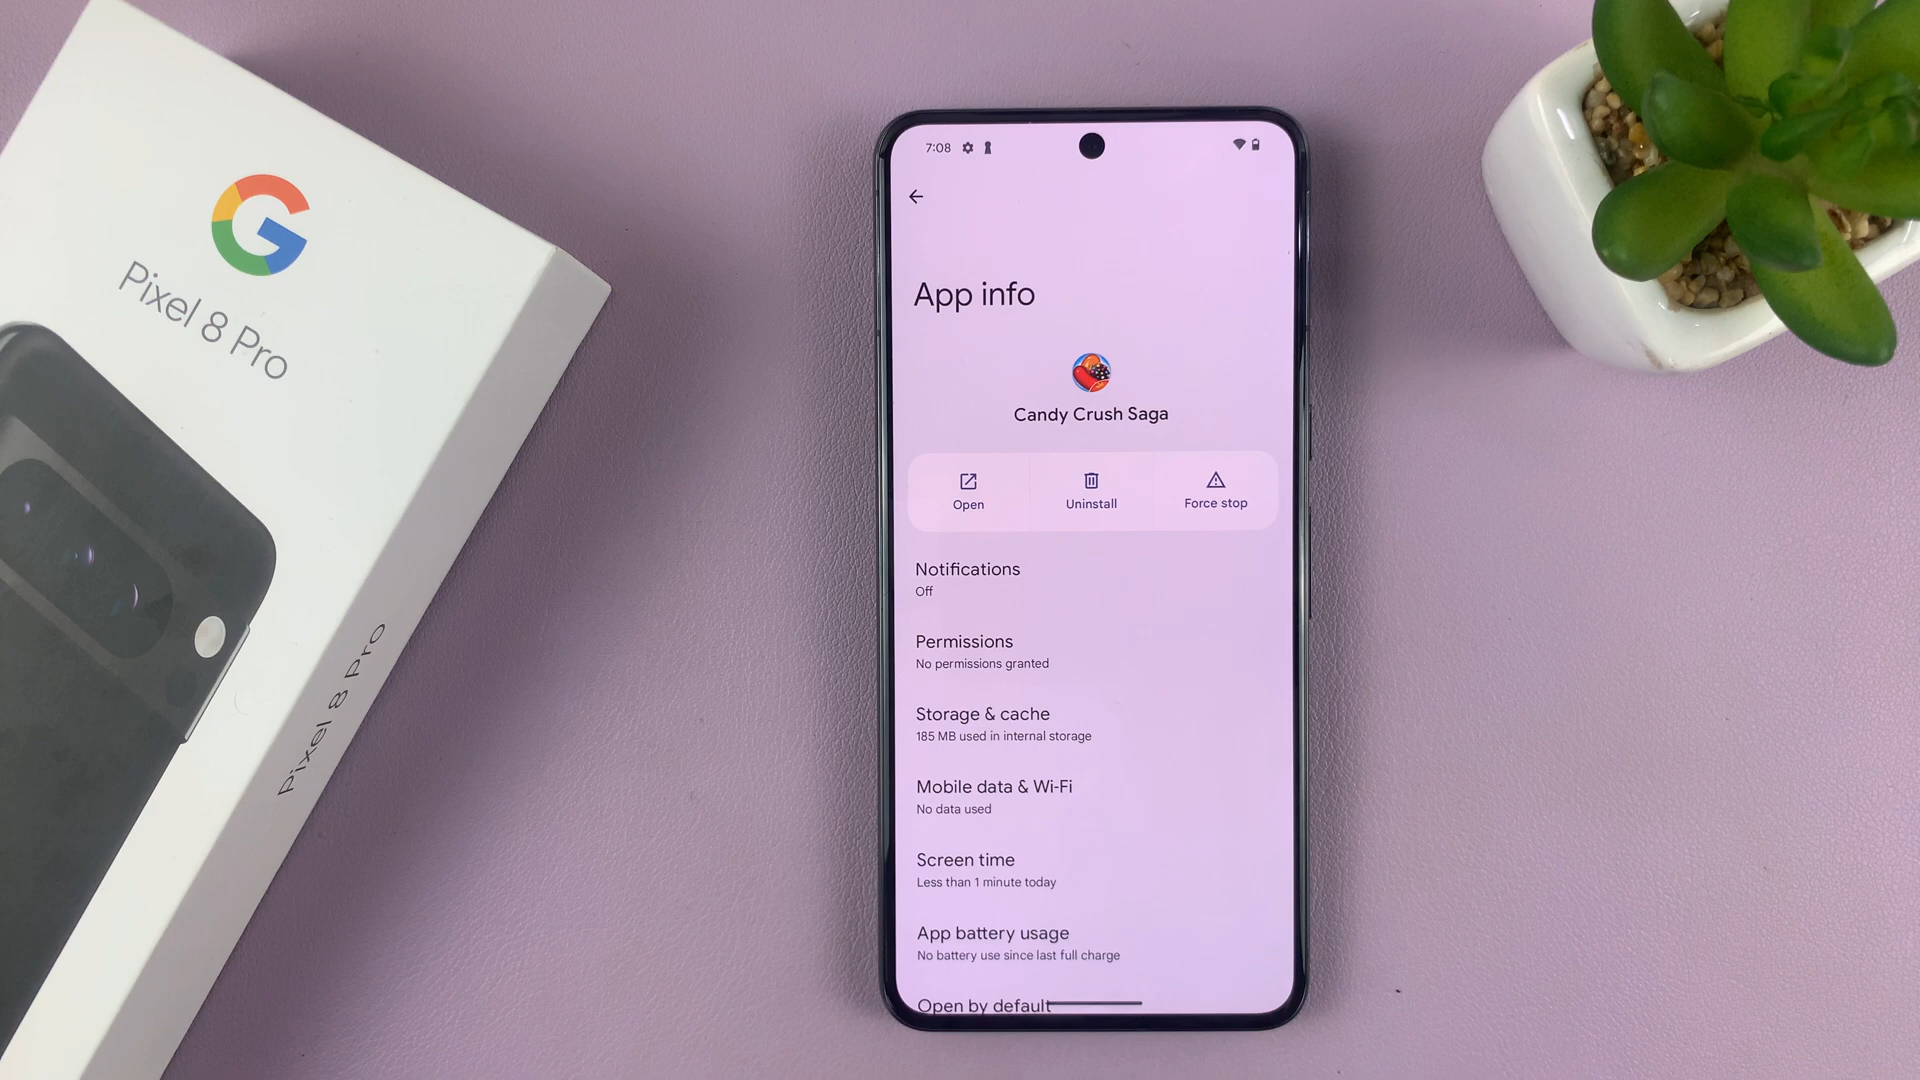 Pixel 8 Pro
Pixel 8 Pro
7:08
App info
Candy Crush Saga
Open
Uninstall
Force stop
Notifications
Off
Permissions
No permissions granted
Storage & cache
185 MB used in internal storage
Mobile data & Wi-Fi
No data used
Screen time
Less than 1 minute today
App battery usage
No battery use since last full charge
Open by default